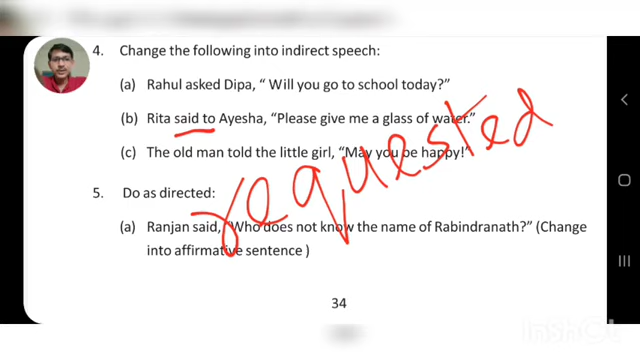 4. Change the following into indirect speech:
(a) Rahul asked Dipa, “ Will you go to school today?”
(b) Rita said to Ayesha, “Please give me a glass of water.”
(c) The old man told the little girl, “May you be happy!”
requested
5. Do as directed:
(a) Ranjan said, “Who does not know the name of Rabindranath?” (Change
into affirmative sentence )
34
InShOt